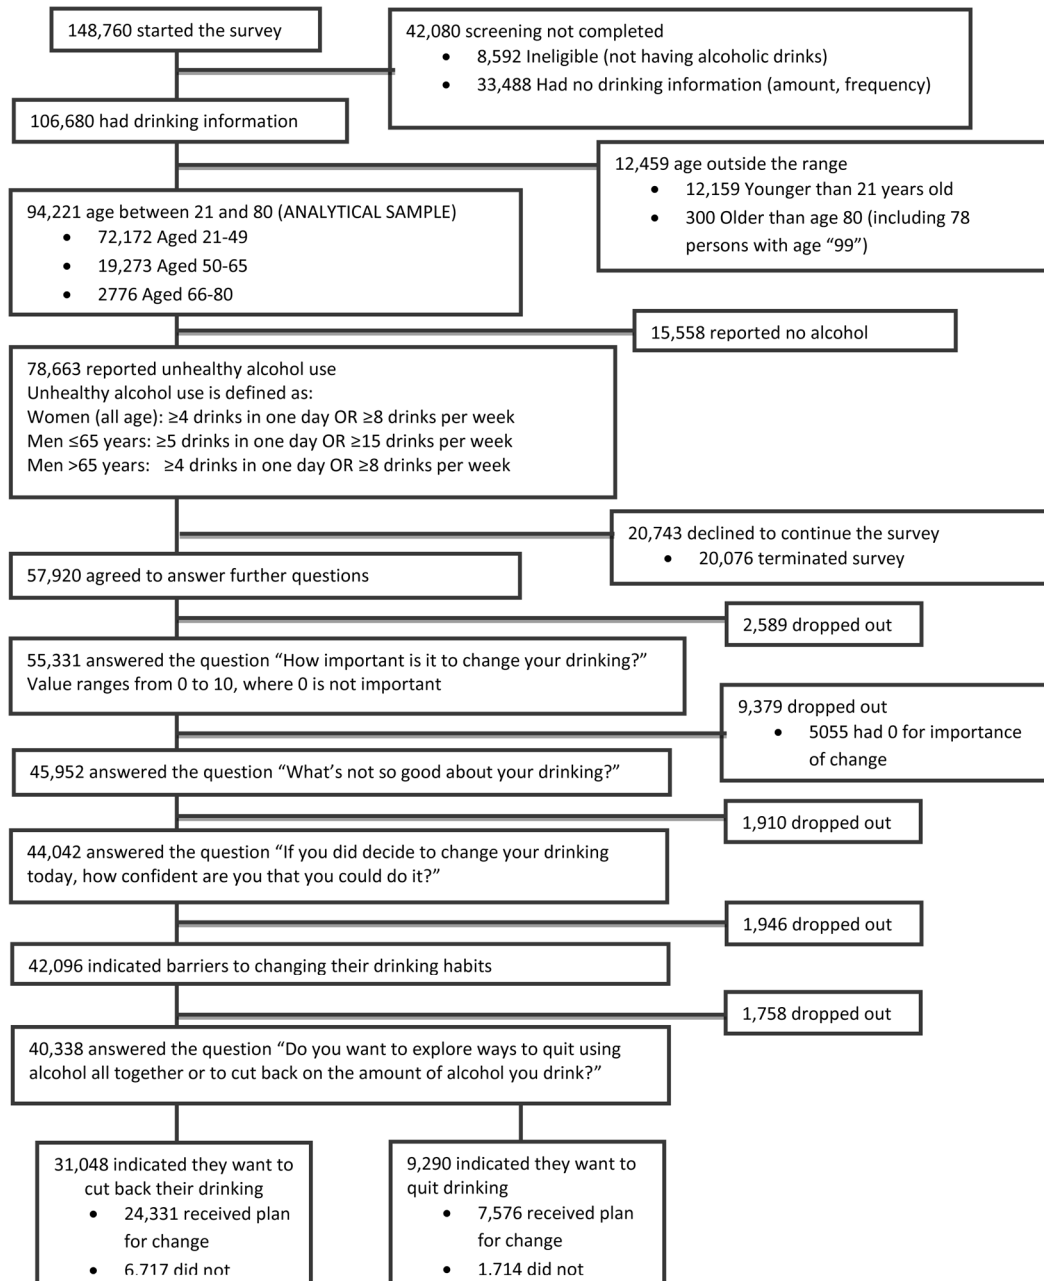 148,760 started the survey
42,080 screening not completed
• 8,592 Ineligible (not having alcoholic drinks)
• 33,488 Had no drinking information (amount, frequency)
106,680 had drinking information
12,459 age outside the range
• 12,159 Younger than 21 years old
• 300 Older than age 80 (including 78
persons with age “99”)
94,221 age between 21 and 80 (ANALYTICAL SAMPLE)
• 72,172 Aged 21-49
• 19,273 Aged 50-65
• 2776 Aged 66-80
15,558 reported no alcohol
78,663 reported unhealthy alcohol use
Unhealthy alcohol use is defined as:
Women (all age): ≥4 drinks in one day OR ≥8 drinks per week
Men ≤65 years: ≥5 drinks in one day OR ≥15 drinks per week
Men >65 years: ≥4 drinks in one day OR ≥8 drinks per week
20,743 declined to continue the survey
• 20,076 terminated survey
57,920 agreed to answer further questions
2,589 dropped out
55,331 answered the question “How important is it to change your drinking?”
Value ranges from 0 to 10, where 0 is not important
9,379 dropped out
• 5055 had 0 for importance
of change
45,952 answered the question “What’s not so good about your drinking?”
1,910 dropped out
44,042 answered the question “If you did decide to change your drinking
today, how confident are you that you could do it?”
1,946 dropped out
42,096 indicated barriers to changing their drinking habits
1,758 dropped out
40,338 answered the question “Do you want to explore ways to quit using
alcohol all together or to cut back on the amount of alcohol you drink?”
31,048 indicated they want to
cut back their drinking
• 24,331 received plan
for change
• 6,717 did not
9,290 indicated they want to
quit drinking
• 7,576 received plan
for change
• 1,714 did not